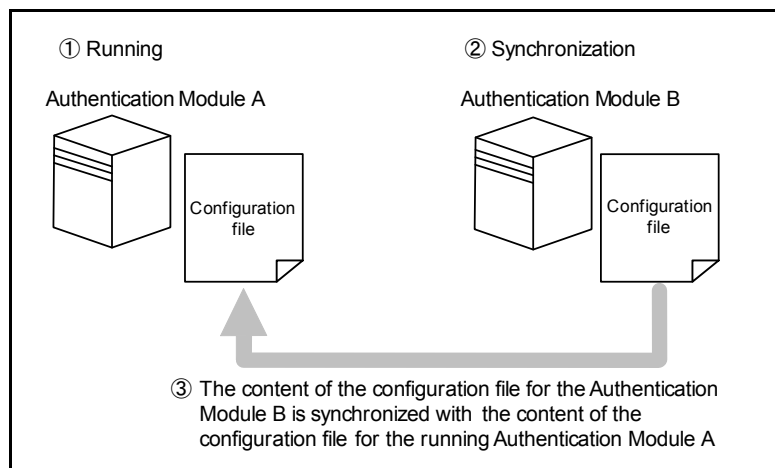 ① Running
② Synchronization
Authentication Module A
Authentication Module B
Configuration
file
Configuration
file
③ The content of the configuration file for the Authentication
Module B is synchronized with the content of the
configuration file for the running Authentication Module A